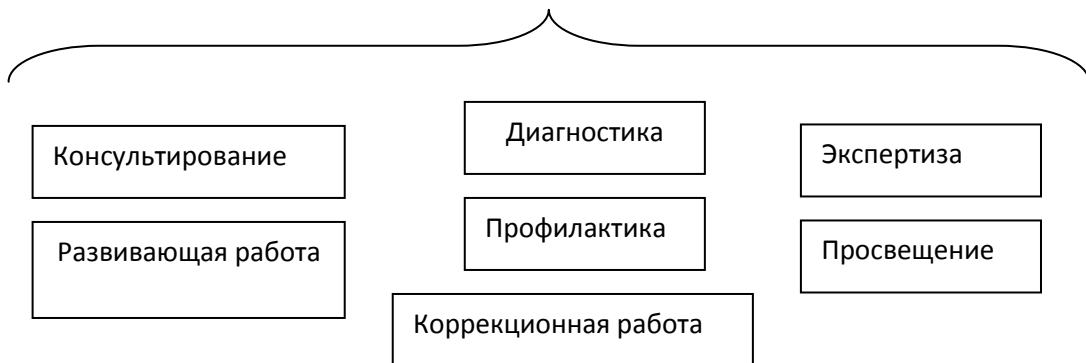 Консультирование
Диагностика
Экспертиза
Развивающая работа
Профилактика
Просвещение
Коррекционная работа